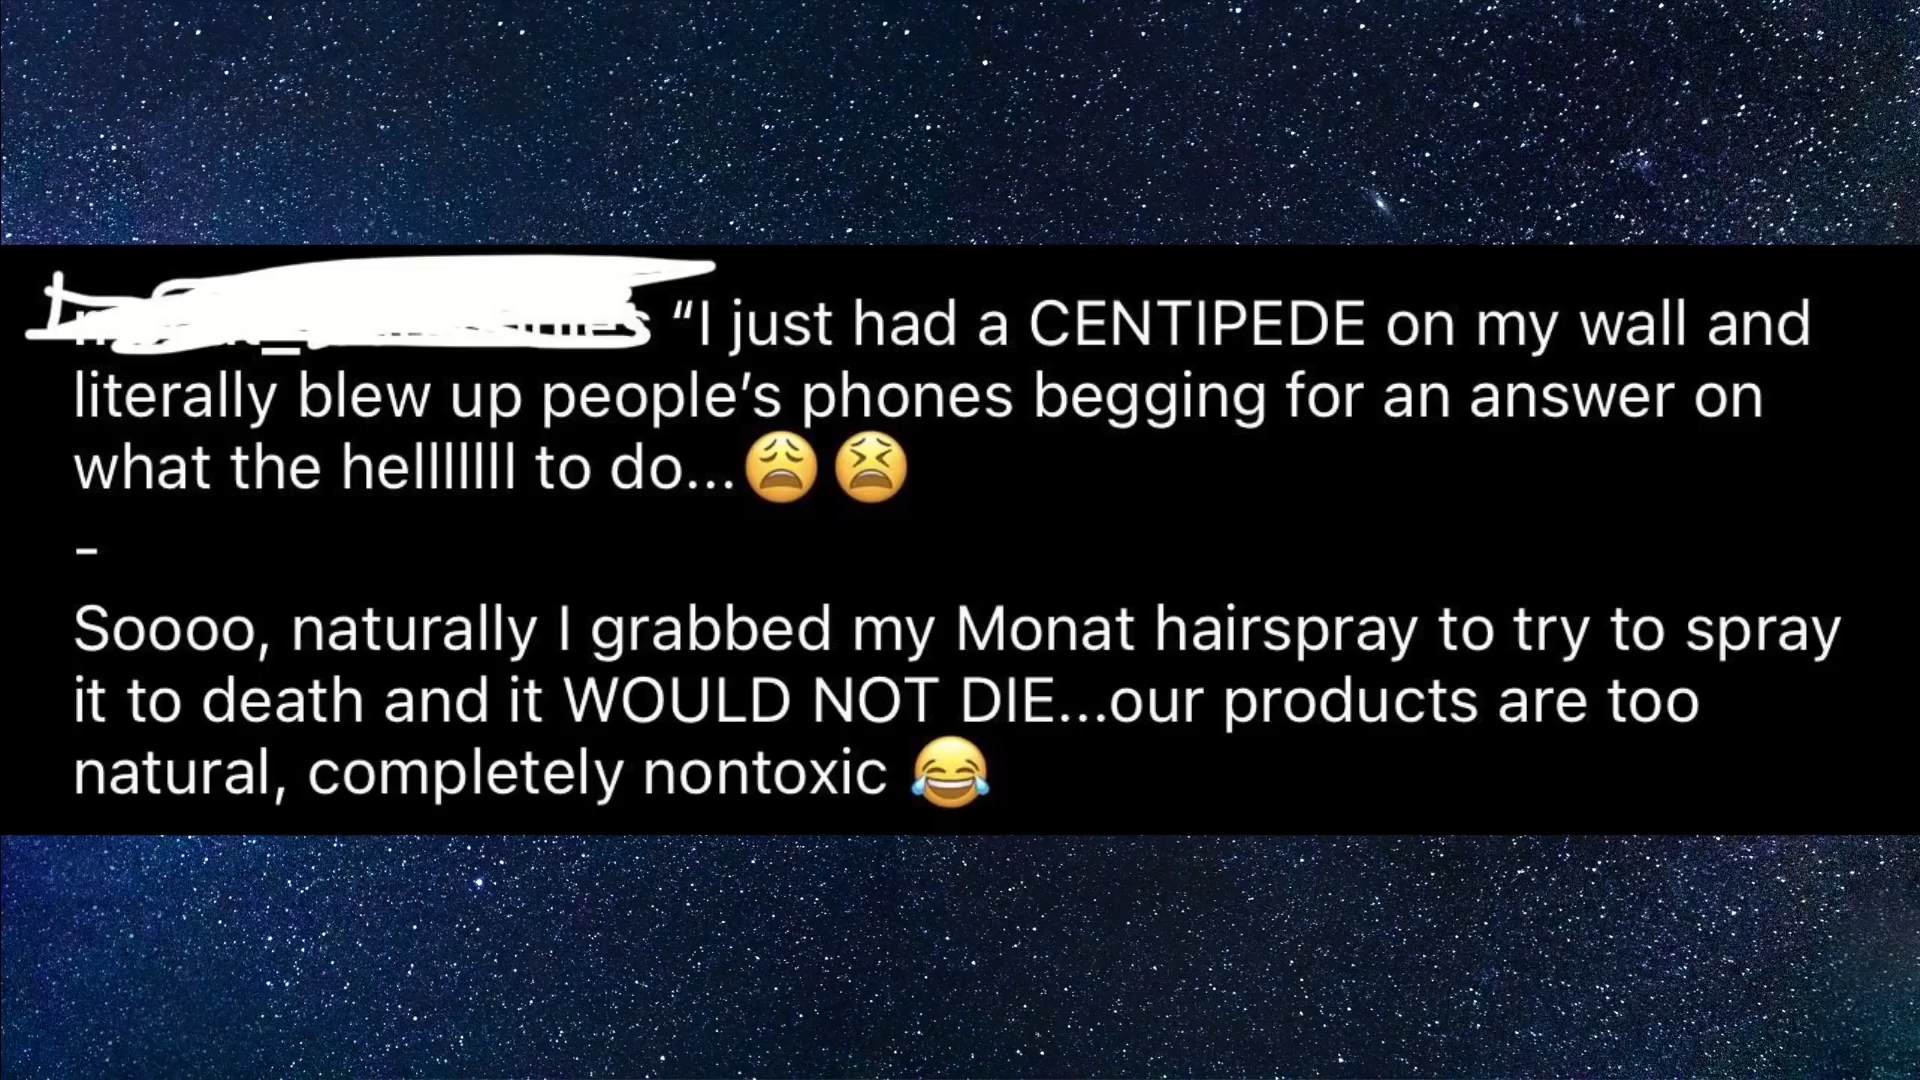 “I just had a CENTIPEDE on my wall and
literally blew up people’s phones begging for an answer on
what the helllllll to do...😩 😫
-
Soooo, naturally I grabbed my Monat hairspray to try to spray
it to death and it WOULD NOT DIE...our products are too
natural, completely nontoxic 😂